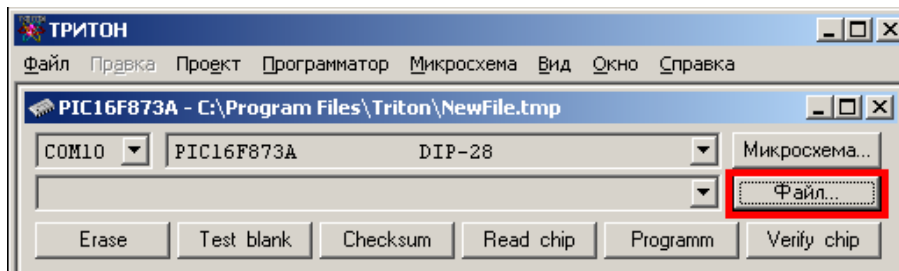 ТРИТОН
Файл Правка Проект Программатор Микросхема Вид Окно Справка
PIC16F873A - C:\Program Files\Triton\NewFile.tmp
COM10 PIC16F873A DIP-28 Микросхема...
Файл...
Erase Test blank Checksum Read chip Programm Verify chip